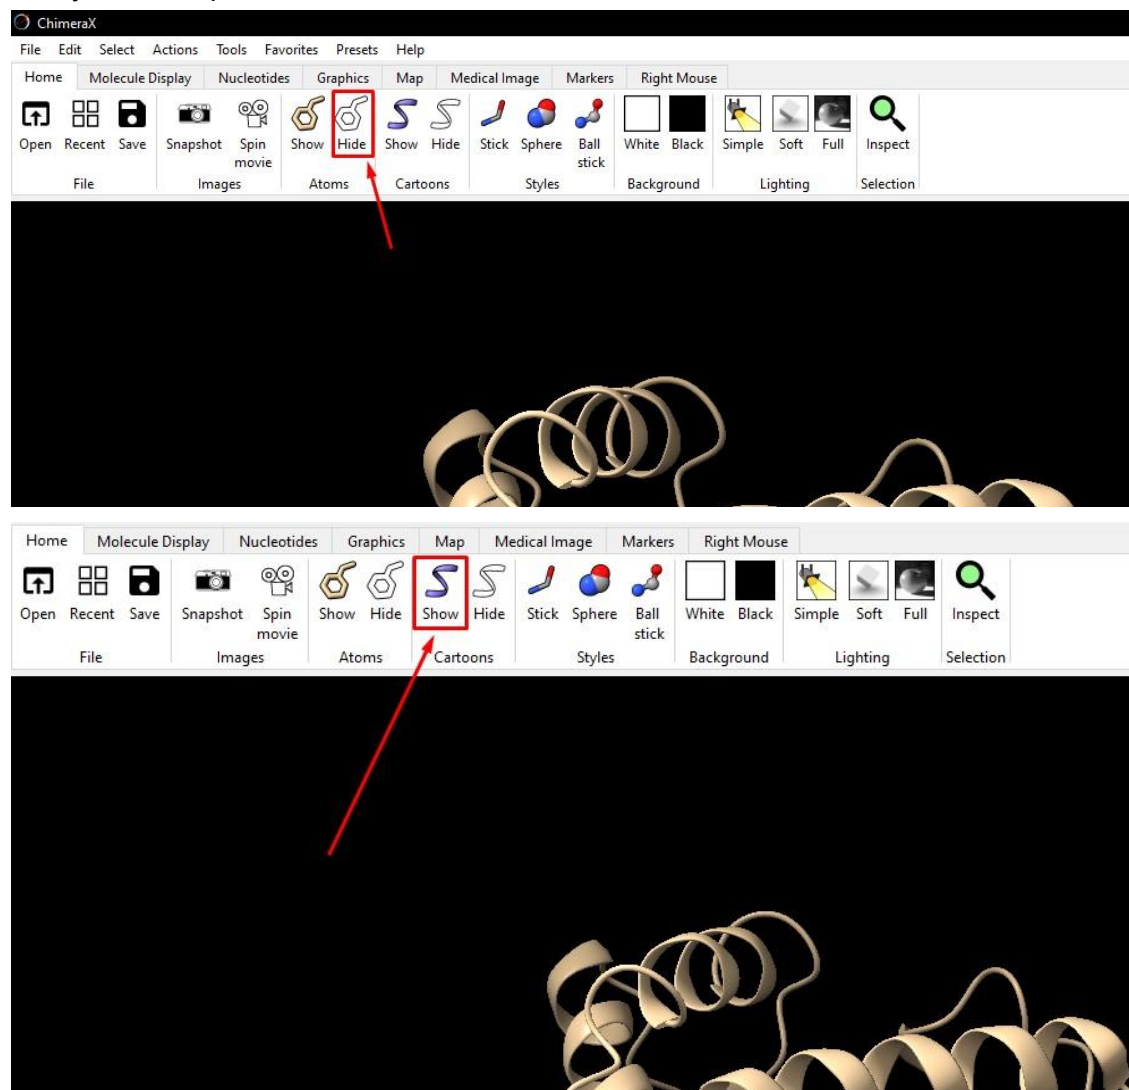 ChimeraX
File Edit Select Actions Tools Favorites Presets Help
Home Molecule Display Nucleotides Graphics Map Medical Image Markers Right Mouse
Open Recent Save Snapshot Spin movie Show Hide Show Hide Stick Sphere Ball stick White Black Simple Soft Full Inspect
File Images Atoms Cartoons Styles Background Lighting Selection
Home Molecule Display Nucleotides Graphics Map Medical Image Markers Right Mouse
Open Recent Save Snapshot Spin movie Show Hide Show Hide Stick Sphere Ball stick White Black Simple Soft Full Inspect
File Images Atoms Cartoons Styles Background Lighting Selection